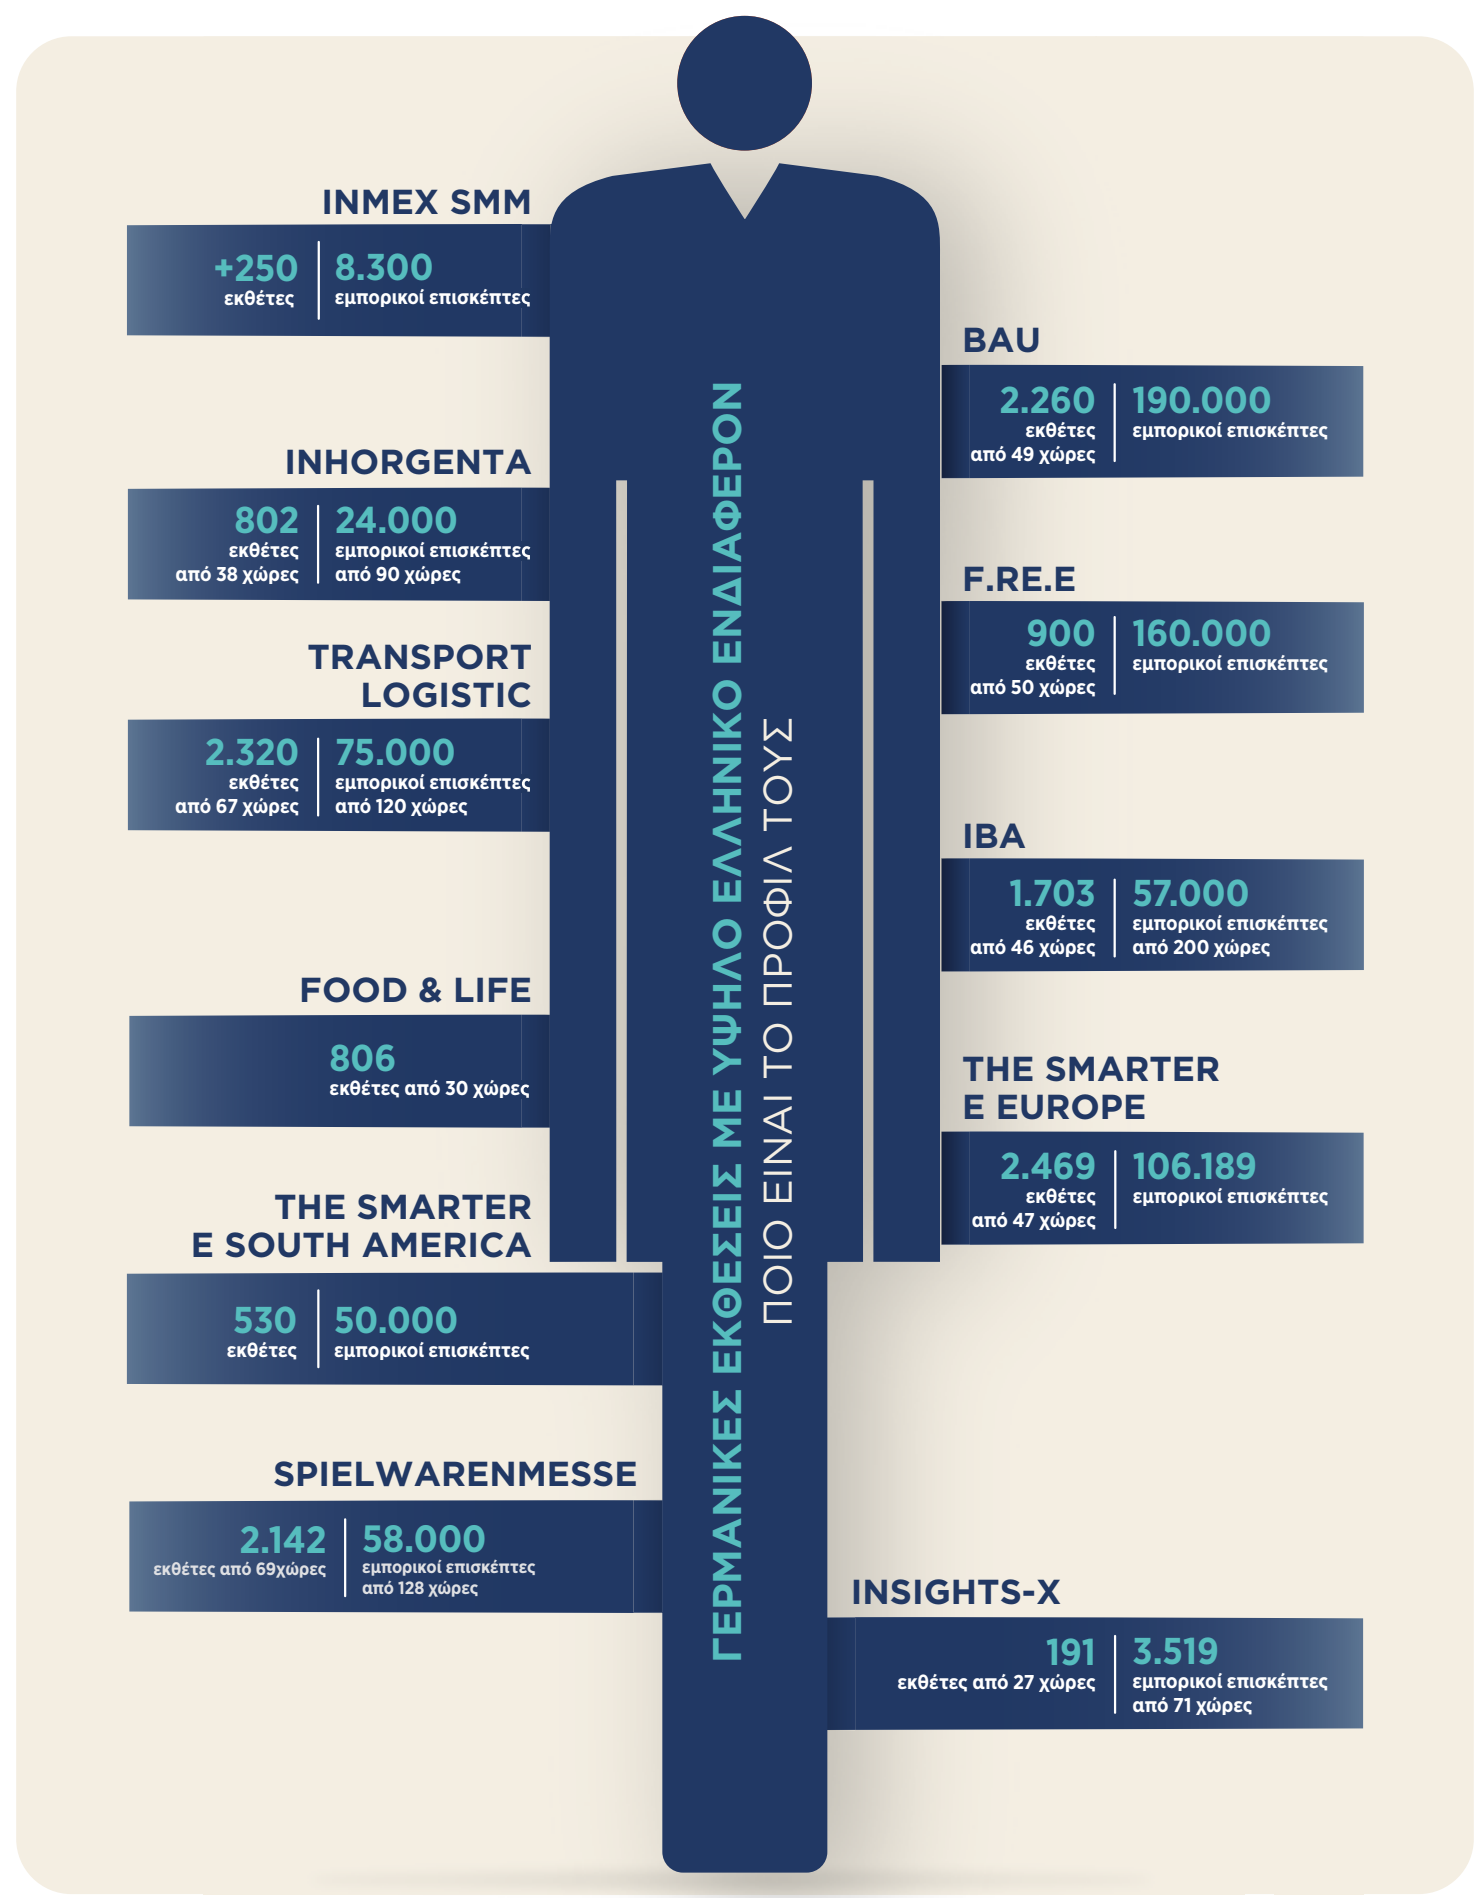 ΓΕΡΜΑΝΙΚΕΣ ΕΚΘΕΣΕΙΣ ΜΕ ΥΨΗΛΟ ΕΛΛΗΝΙΚΟ ΕΝΔΙΑΦΕΡΟΝ
ΠΟΙΟ ΕΙΝΑΙ ΤΟ ΠΡΟΦΙΛ ΤΟΥΣ
INMEX SMM
+250
εκθέτες
8.300
εμπορικοί επισκέπτες
INHORGENTA
802
εκθέτες
από 38 χώρες
24.000
εμπορικοί επισκέπτες
από 90 χώρες
TRANSPORT
LOGISTIC
2.320
εκθέτες
από 67 χώρες
75.000
εμπορικοί επισκέπτες
από 120 χώρες
FOOD & LIFE
806
εκθέτες από 30 χώρες
THE SMARTER
E SOUTH AMERICA
530
εκθέτες
50.000
εμπορικοί επισκέπτες
SPIELWARENMESSE
2.142
εκθέτες από 69χώρες
58.000
εμπορικοί επισκέπτες
από 128 χώρες
BAU
2.260
εκθέτες
από 49 χώρες
190.000
εμπορικοί επισκέπτες
F.RE.E
900
εκθέτες
από 50 χώρες
160.000
εμπορικοί επισκέπτες
IBA
1.703
εκθέτες
από 46 χώρες
57.000
εμπορικοί επισκέπτες
από 200 χώρες
THE SMARTER
E EUROPE
2.469
εκθέτες
από 47 χώρες
106.189
εμπορικοί επισκέπτες
INSIGHTS-X
191
εκθέτες από 27 χώρες
3.519
εμπορικοί επισκέπτες
από 71 χώρες